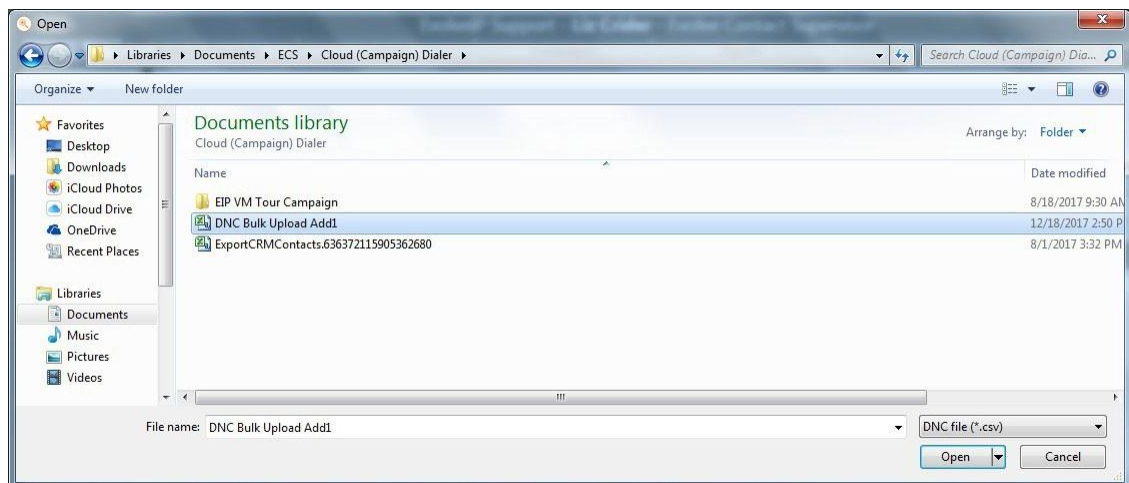 Open
Libraries ▸ Documents ▸ ECS ▸ Cloud (Campaign) Dialer ▸
Search Cloud (Campaign) Dia...
Organize
New folder
Favorites
Desktop
Downloads
iCloud Photos
iCloud Drive
OneDrive
Recent Places
Libraries
Documents
Music
Pictures
Videos
Documents library
Cloud (Campaign) Dialer
Arrange by: Folder
Name
Date modified
EIP VM Tour Campaign
8/18/2017 9:30 AM
DNC Bulk Upload Add1
12/18/2017 2:50 P
ExportCRMContacts.636372115905362680
8/1/2017 3:32 PM
File name: DNC Bulk Upload Add1
DNC file (*.csv)
Open
Cancel